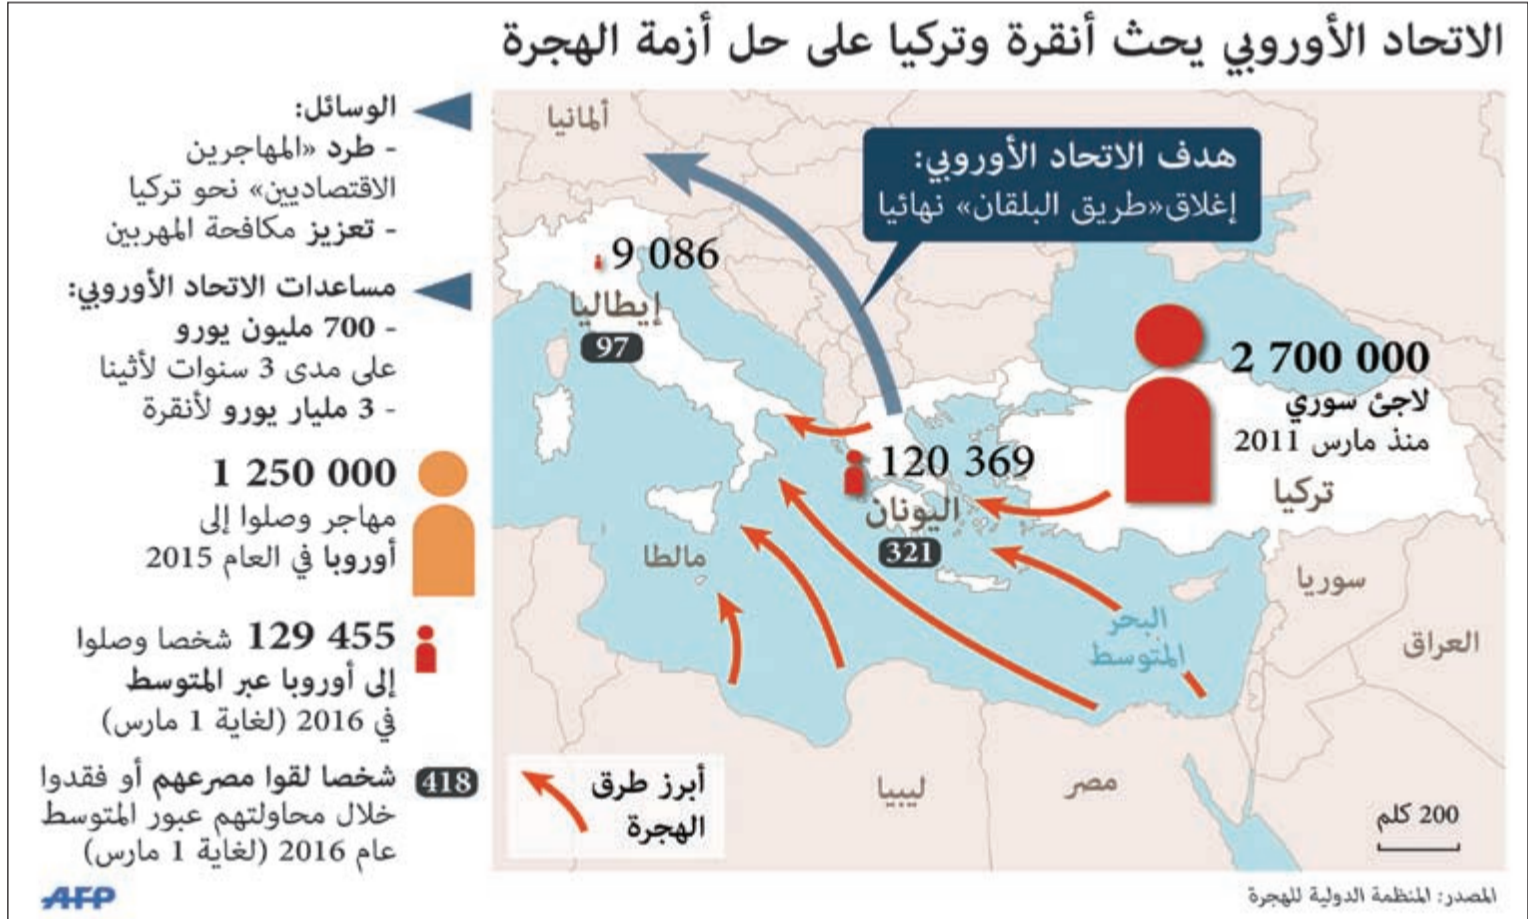 الاتحاد الأوروبي يحث أنقرة وتركيا على حل أزمة الهجرة
الوسائل:
- طرد «المهاجرين
الاقتصاديين» نحو تركيا
- تعزيز مكافحة المهربين
مساعدات الاتحاد الأوروبي:
- 700 مليون يورو
على مدى 3 سنوات لأثينا
- 3 مليار يورو لأنقرة
1 250 000
مهاجر وصلوا إلى
أوروبا في العام 2015
129 455 شخصا وصلوا
إلى أوروبا عبر المتوسط
في 2016 (لغاية 1 مارس)
418 شخصا لقوا مصرعهم أو فقدوا
خلال محاولتهم عبور المتوسط
عام 2016 (لغاية 1 مارس)
ألمانيا
هدف الاتحاد الأوروبي:
إغلاق«طريق البلقان» نهائيا
9 086
إيطاليا
97
2 700 000
لاجئ سوري
منذ مارس 2011
تركيا
120 369
اليونان
321
مالطا
سوريا
البحر
المتوسط
العراق
ليبيا
مصر
أبرز طرق
الهجرة
200 كلم
المصدر: المنظمة الدولية للهجرة
AFP